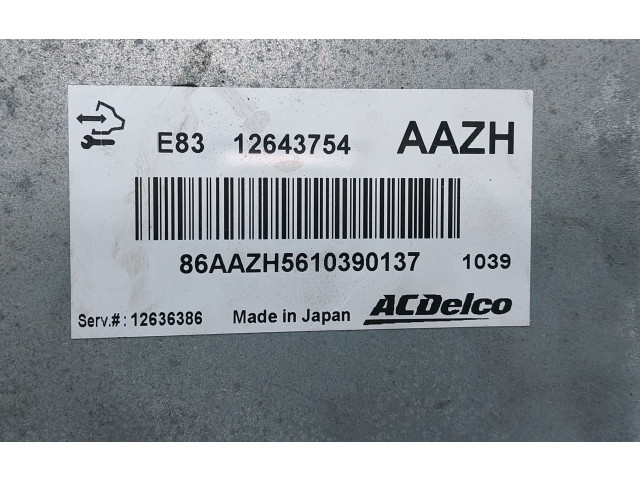 E83 12643754 AAZH
86AAZH5610390137 1039
Serv.#: 12636386 Made in Japan ACDelco